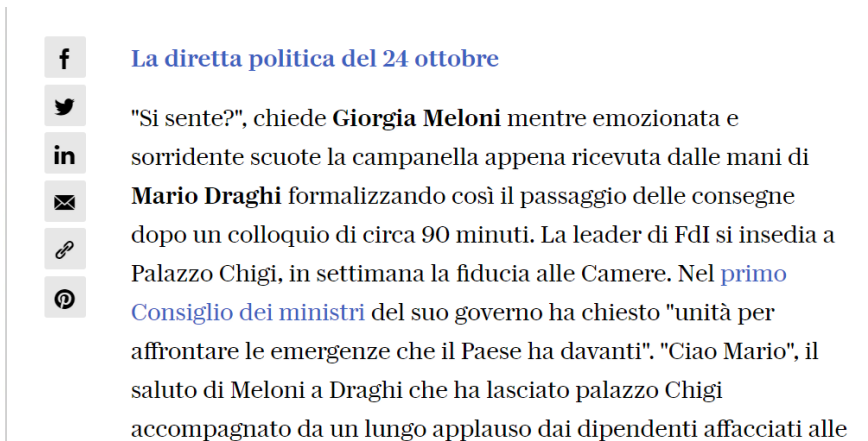 La diretta politica del 24 ottobre
"Si sente?", chiede Giorgia Meloni mentre emozionata e
sorridente scuote la campanella appena ricevuta dalle mani di
Mario Draghi formalizzando così il passaggio delle consegne
dopo un colloquio di circa 90 minuti. La leader di FdI si insedia a
Palazzo Chigi, in settimana la fiducia alle Camere. Nel primo
Consiglio dei ministri del suo governo ha chiesto "unità per
affrontare le emergenze che il Paese ha davanti". "Ciao Mario", il
saluto di Meloni a Draghi che ha lasciato palazzo Chigi
accompagnato da un lungo applauso dai dipendenti affacciati alle